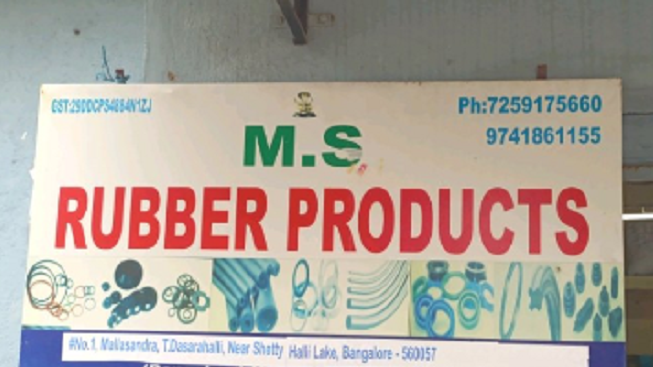 Ph:7259175660
9741861155
M.S
RUBBER PRODUCTS
#No.1, Mallasandra, T.Dasarahalli, Near Shetty Halli Lake, Bangalore - 560057